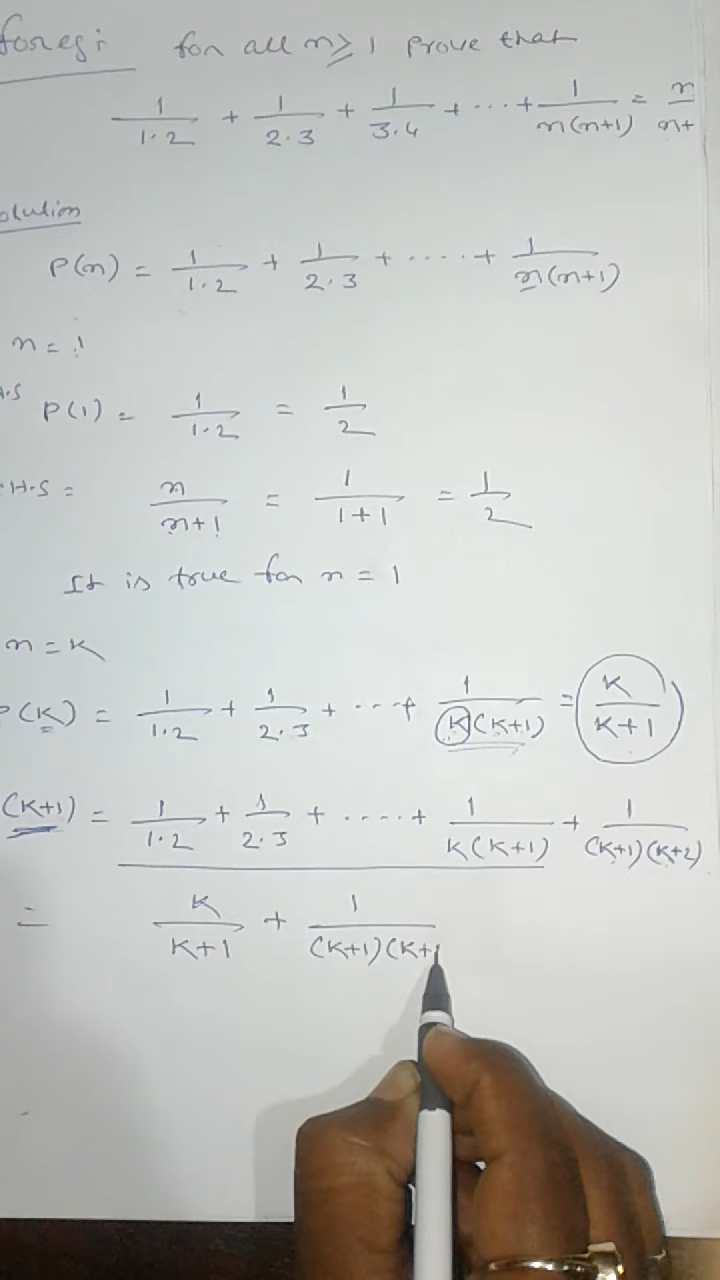 for all n ≥ 1 prove that
1/1·2 + 1/2·3 + 1/3·4 + ... + 1/n(n+1) = n/n+
olution
P(n) = 1/1·2 + 1/2·3 + .... + 1/n(n+1)
n = 1
H.S P(1) = 1/1·2 = 1/2
H.S = n/n+1 = 1/1+1 = 1/2
It is true for n = 1
n = K
P(K) = 1/1·2 + 1/2·3 + ... + 1/K(K+1) = K/K+1
(K+1) = 1/1·2 + 1/2·3 + .... + 1/K(K+1) + 1/(K+1)(K+2)
= K/K+1 + 1/(K+1)(K+